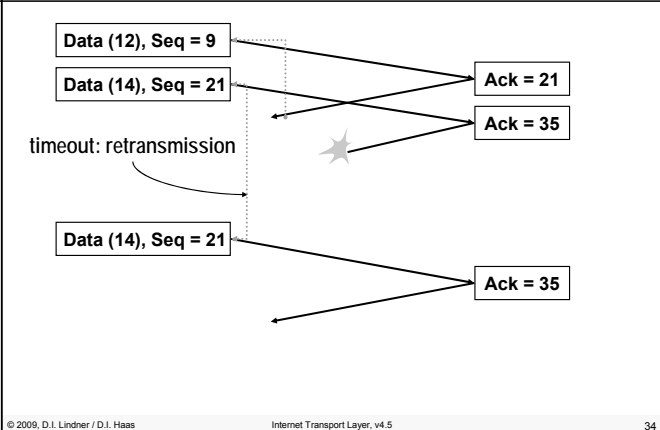 Data (12), Seq = 9
Data (14), Seq = 21
Ack = 21
Ack = 35
timeout: retransmission
Data (14), Seq = 21
Ack = 35
© 2009, D.I. Lindner / D.I. Haas
Internet Transport Layer, v4.5
34